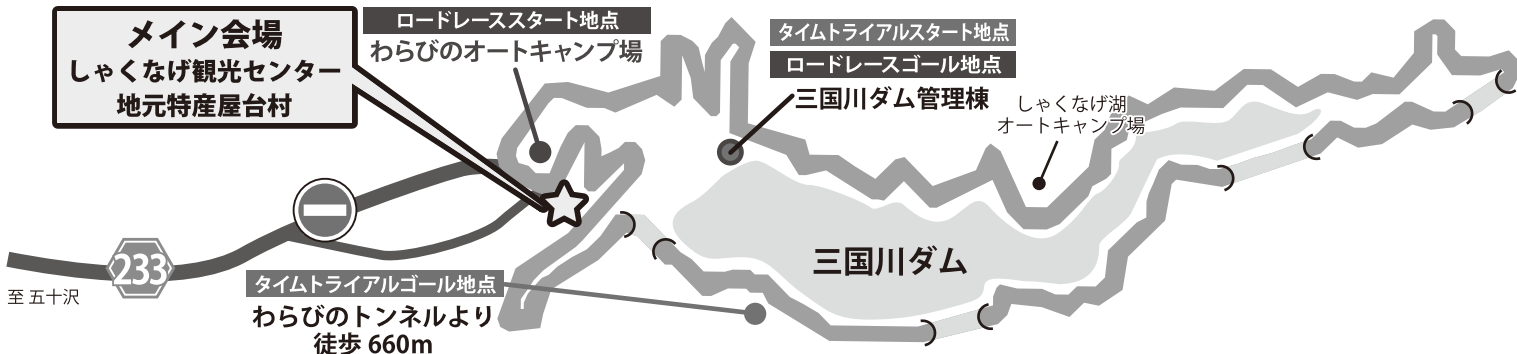 メイン会場
しゃくなげ観光センター
地元特産屋台村
ロードレーススタート地点
わらびのオートキャンプ場
タイムトライアルスタート地点
ロードレースゴール地点
三国川ダム管理棟
しゃくなげ湖
オートキャンプ場
三国川ダム
233
至 五十沢
タイムトライアルゴール地点
わらびのトンネルより
徒歩 660m